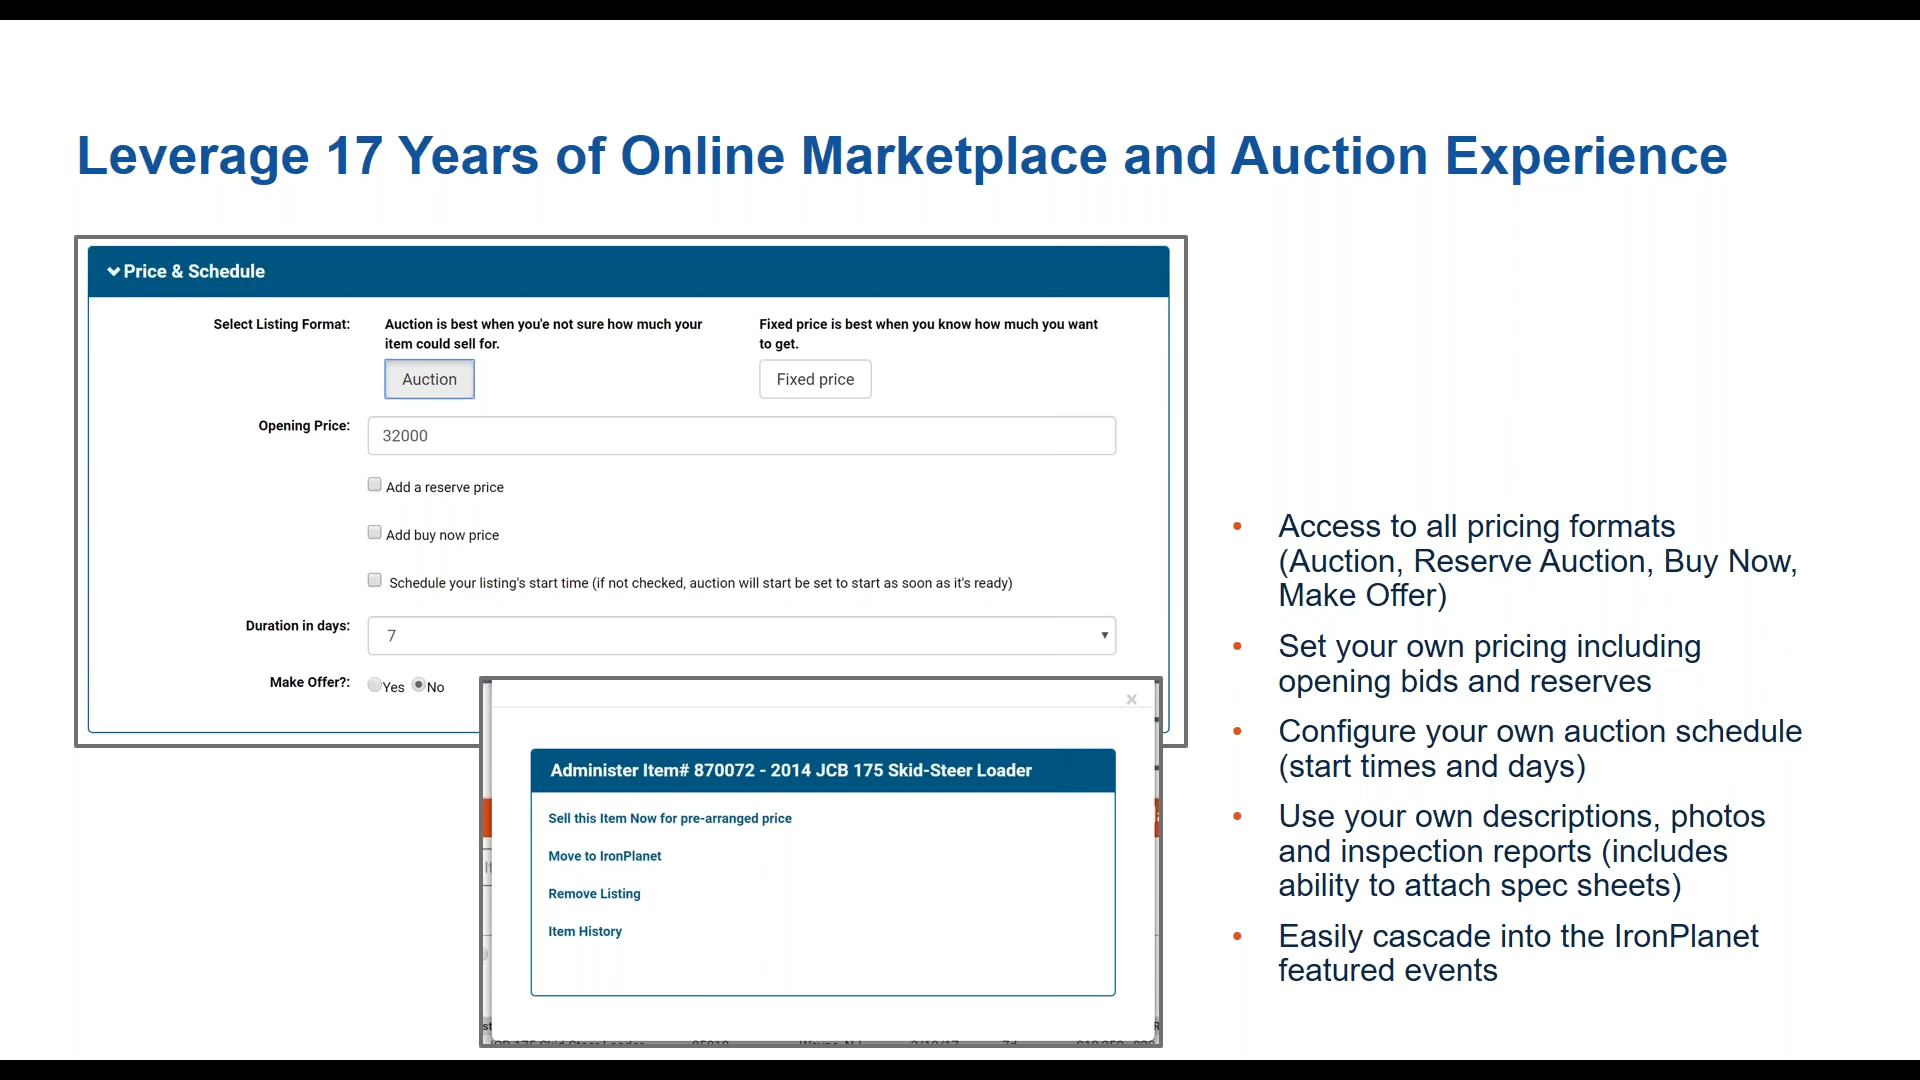 Leverage 17 Years of Online Marketplace and Auction Experience
Price & Schedule
Select Listing Format:
Auction is best when you'e not sure how much your
item could sell for.
Fixed price is best when you know how much you want
to get.
Auction
Fixed price
Opening Price:
32000
Add a reserve price
Add buy now price
Schedule your listing's start time (if not checked, auction will start be set to start as soon as it's ready)
Duration in days:
7
Make Offer?:
Yes
No
×
Administer Item# 870072 - 2014 JCB 175 Skid-Steer Loader
Sell this Item Now for pre-arranged price
Move to IronPlanet
Remove Listing
Item History
• Access to all pricing formats
(Auction, Reserve Auction, Buy Now,
Make Offer)
• Set your own pricing including
opening bids and reserves
• Configure your own auction schedule
(start times and days)
• Use your own descriptions, photos
and inspection reports (includes
ability to attach spec sheets)
• Easily cascade into the IronPlanet
featured events